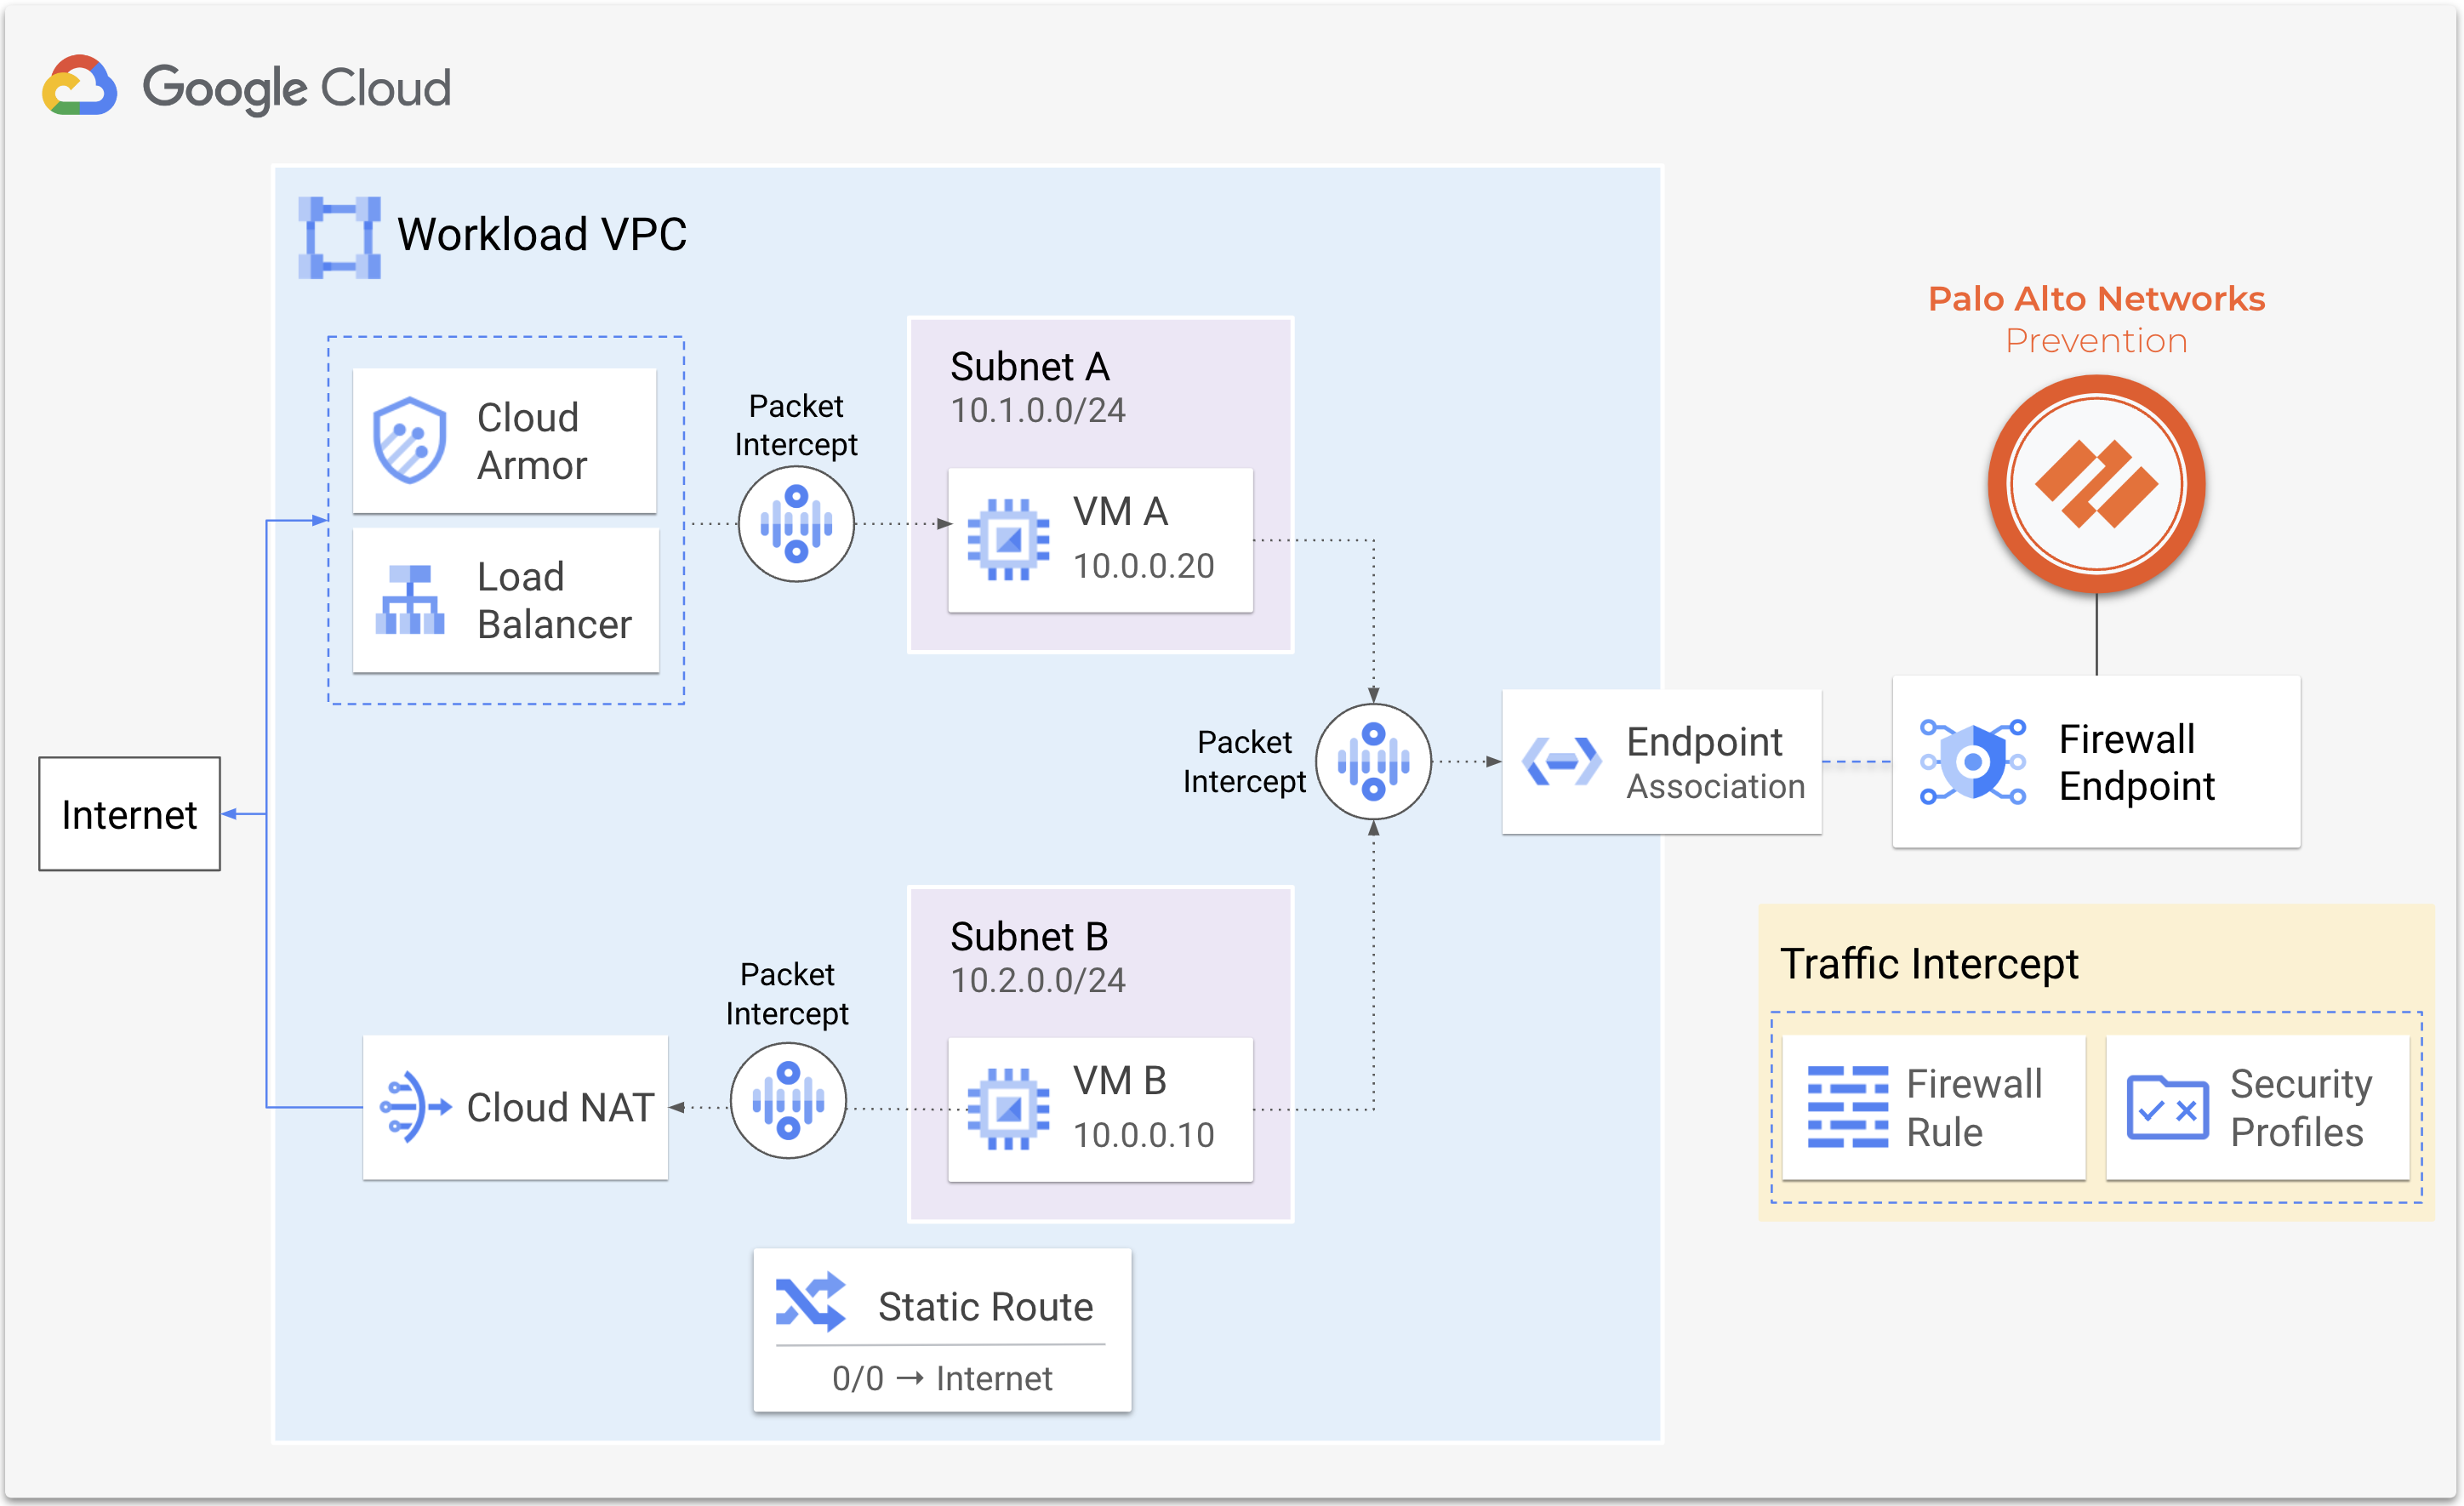 Google Cloud
Workload VPC
Palo Alto Networks
Prevention
Cloud
Armor
Load
Balancer
Packet
Intercept
Subnet A
10.1.0.0/24
VM A
10.0.0.20
Internet
Packet
Intercept
Endpoint
Association
Firewall
Endpoint
Cloud NAT
Packet
Intercept
Subnet B
10.2.0.0/24
VM B
10.0.0.10
Static Route
0/0 → Internet
Traffic Intercept
Firewall
Rule
Security
Profiles